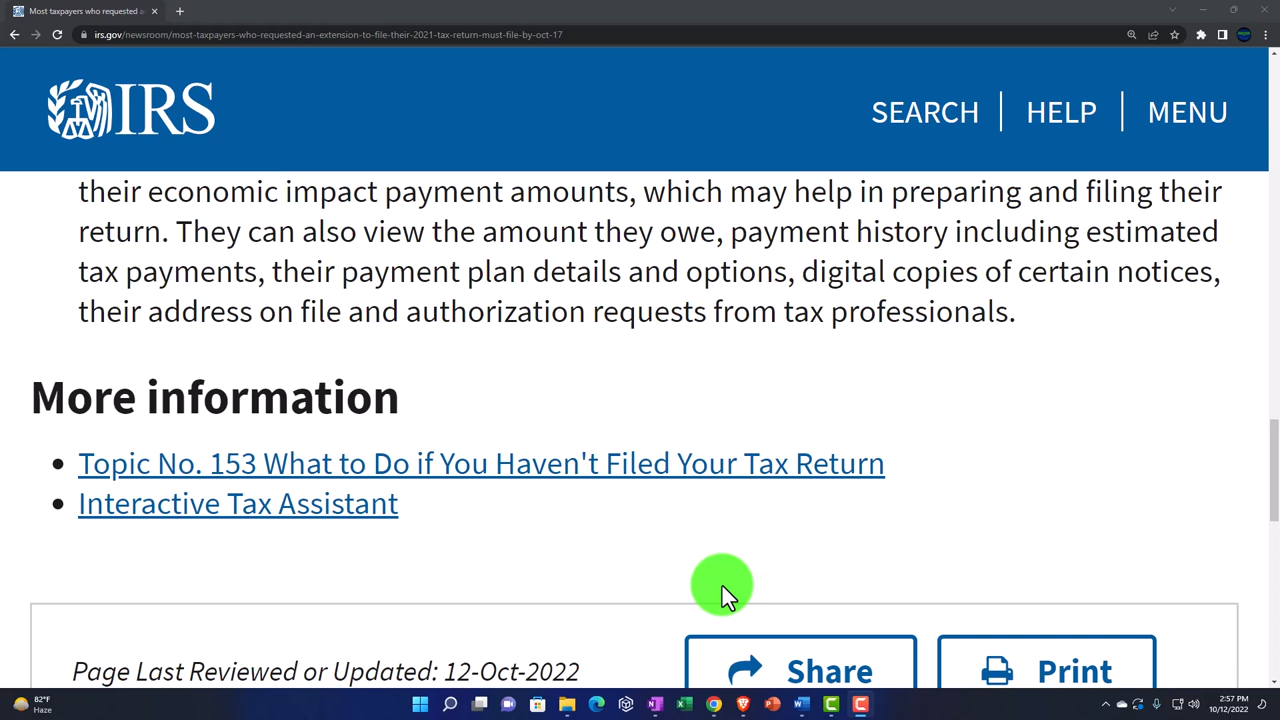 Most taxpayers who requested a
irs.gov/newsroom/most-taxpayers-who-requested-an-extension-to-file-their-2021-tax-return-must-file-by-oct-17
IRS
SEARCH HELP MENU
their economic impact payment amounts, which may help in preparing and filing their
return. They can also view the amount they owe, payment history including estimated
tax payments, their payment plan details and options, digital copies of certain notices,
their address on file and authorization requests from tax professionals.
More information
Topic No. 153 What to Do if You Haven't Filed Your Tax Return
Interactive Tax Assistant
Page Last Reviewed or Updated: 12-Oct-2022
Share
Print
82°F
Haze
2:57 PM
10/12/2022